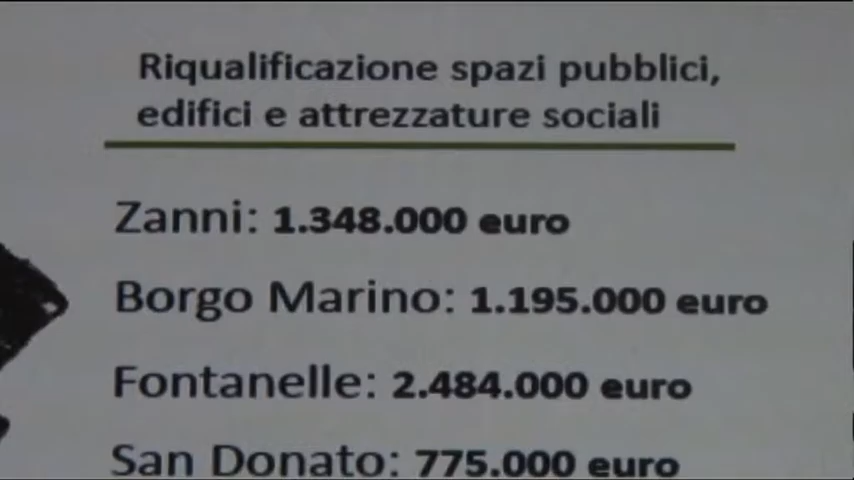 Riqualificazione spazi pubblici,
edifici e attrezzature sociali
Zanni: 1.348.000 euro
Borgo Marino: 1.195.000 euro
Fontanelle: 2.484.000 euro
San Donato: 775.000 euro